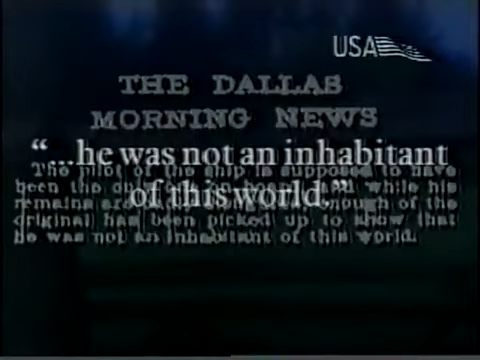 USA
THE DALLAS
MORNING NEWS
“...he was not an inhabitant
of this world.”
The pilot of the ship is supposed to have
been the on while his
remains are enough of the
original has been picked up to show that
he was not an inhabitant of this world.